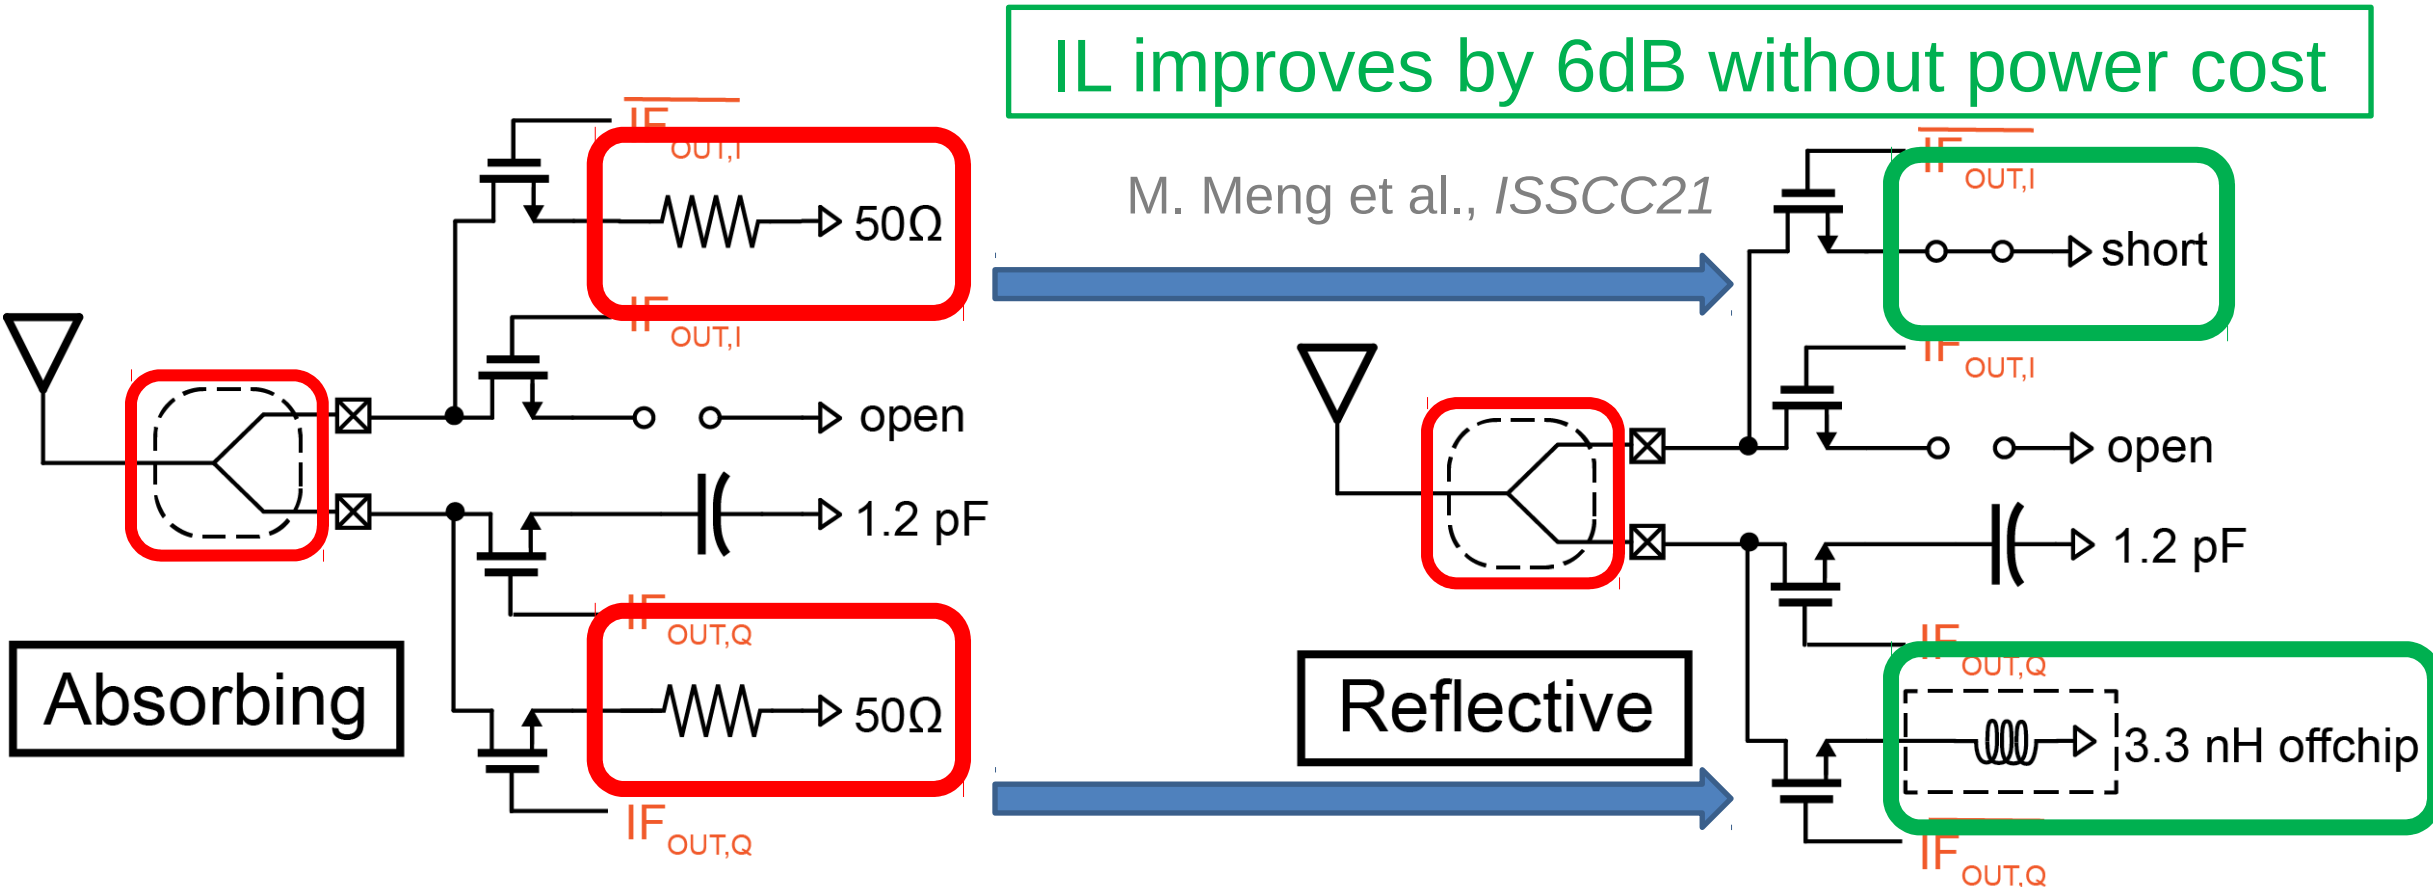 IL improves by 6dB without power cost
M. Meng et al., ISSCC21
IF OUT,I
50Ω
IF OUT,I
open
1.2 pF
IF OUT,Q
50Ω
IF OUT,Q
Absorbing
IF OUT,I
short
IF OUT,I
open
1.2 pF
IF OUT,Q
3.3 nH offchip
IF OUT,Q
Reflective